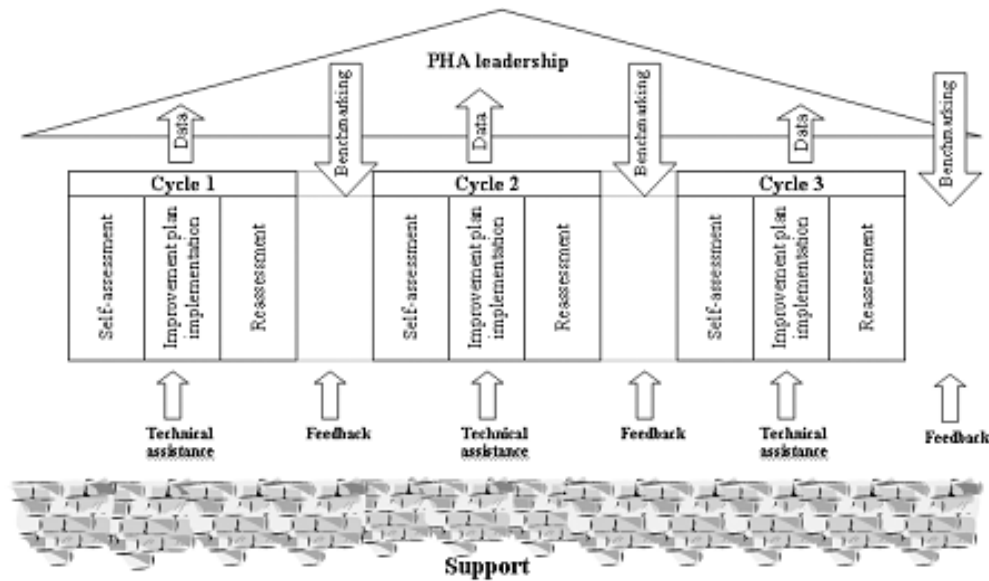 PHA leadership
Data
Benchmarking
Data
Benchmarking
Data
Benchmarking
Cycle 1
Cycle 2
Cycle 3
Self-assessment
Improvement plan
implementation
Reassessment
Self-assessment
Improvement plan
implementation
Reassessment
Self-assessment
Improvement plan
implementation
Reassessment
Technical
assistance
Feedback
Technical
assistance
Feedback
Technical
assistance
Feedback
Support